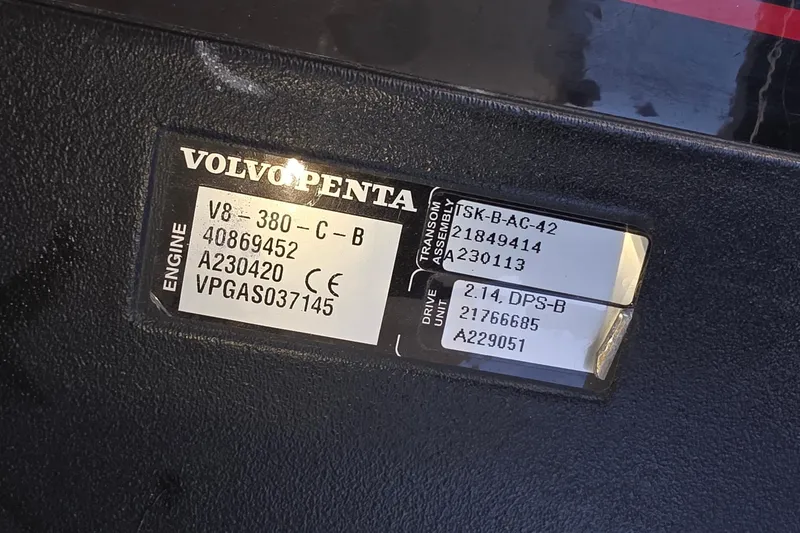 VOLVO PENTA
ENGINE
V8-380-C-B
40869452
A230420 CE
VPGAS037145
TRANSOM
ASSEMBLY
TSK-B-AC-42
21849414
A230113
DRIVE
UNIT
2.14, DPS-B
21766685
A229051